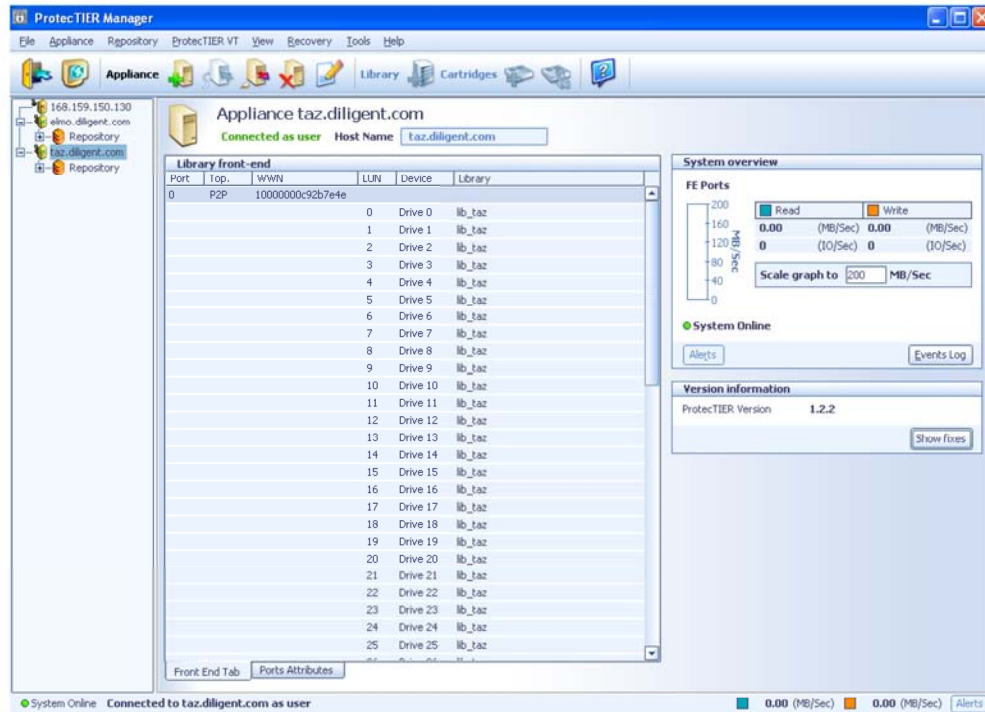 ProtecTIER Manager
File Appliance Repository ProtecTIER VT View Recovery Tools Help
Appliance Library Cartridges
168.159.150.130
elmo.diligent.com
Repository
taz.diligent.com
Repository
Appliance taz.diligent.com
Connected as user Host Name taz.diligent.com
Library front-end
Port Top. WWN LUN Device Library
0 P2P 10000000c92b7e4e
0 Drive 0 lib_taz
1 Drive 1 lib_taz
2 Drive 2 lib_taz
3 Drive 3 lib_taz
4 Drive 4 lib_taz
5 Drive 5 lib_taz
6 Drive 6 lib_taz
7 Drive 7 lib_taz
8 Drive 8 lib_taz
9 Drive 9 lib_taz
10 Drive 10 lib_taz
11 Drive 11 lib_taz
12 Drive 12 lib_taz
13 Drive 13 lib_taz
14 Drive 14 lib_taz
15 Drive 15 lib_taz
16 Drive 16 lib_taz
17 Drive 17 lib_taz
18 Drive 18 lib_taz
19 Drive 19 lib_taz
20 Drive 20 lib_taz
21 Drive 21 lib_taz
22 Drive 22 lib_taz
23 Drive 23 lib_taz
24 Drive 24 lib_taz
25 Drive 25 lib_taz
Front End Tab Ports Attributes
System overview
FE Ports
200
160
120
80
40
0
MB/Sec
Read Write
0.00 (MB/Sec) 0.00 (MB/Sec)
0 (IO/Sec) 0 (IO/Sec)
Scale graph to 200 MB/Sec
System Online
Alerts Events Log
Version information
ProtecTIER Version 1.2.2
Show fixes
System Online Connected to taz.diligent.com as user 0.00 (MB/Sec) 0.00 (MB/Sec) Alerts